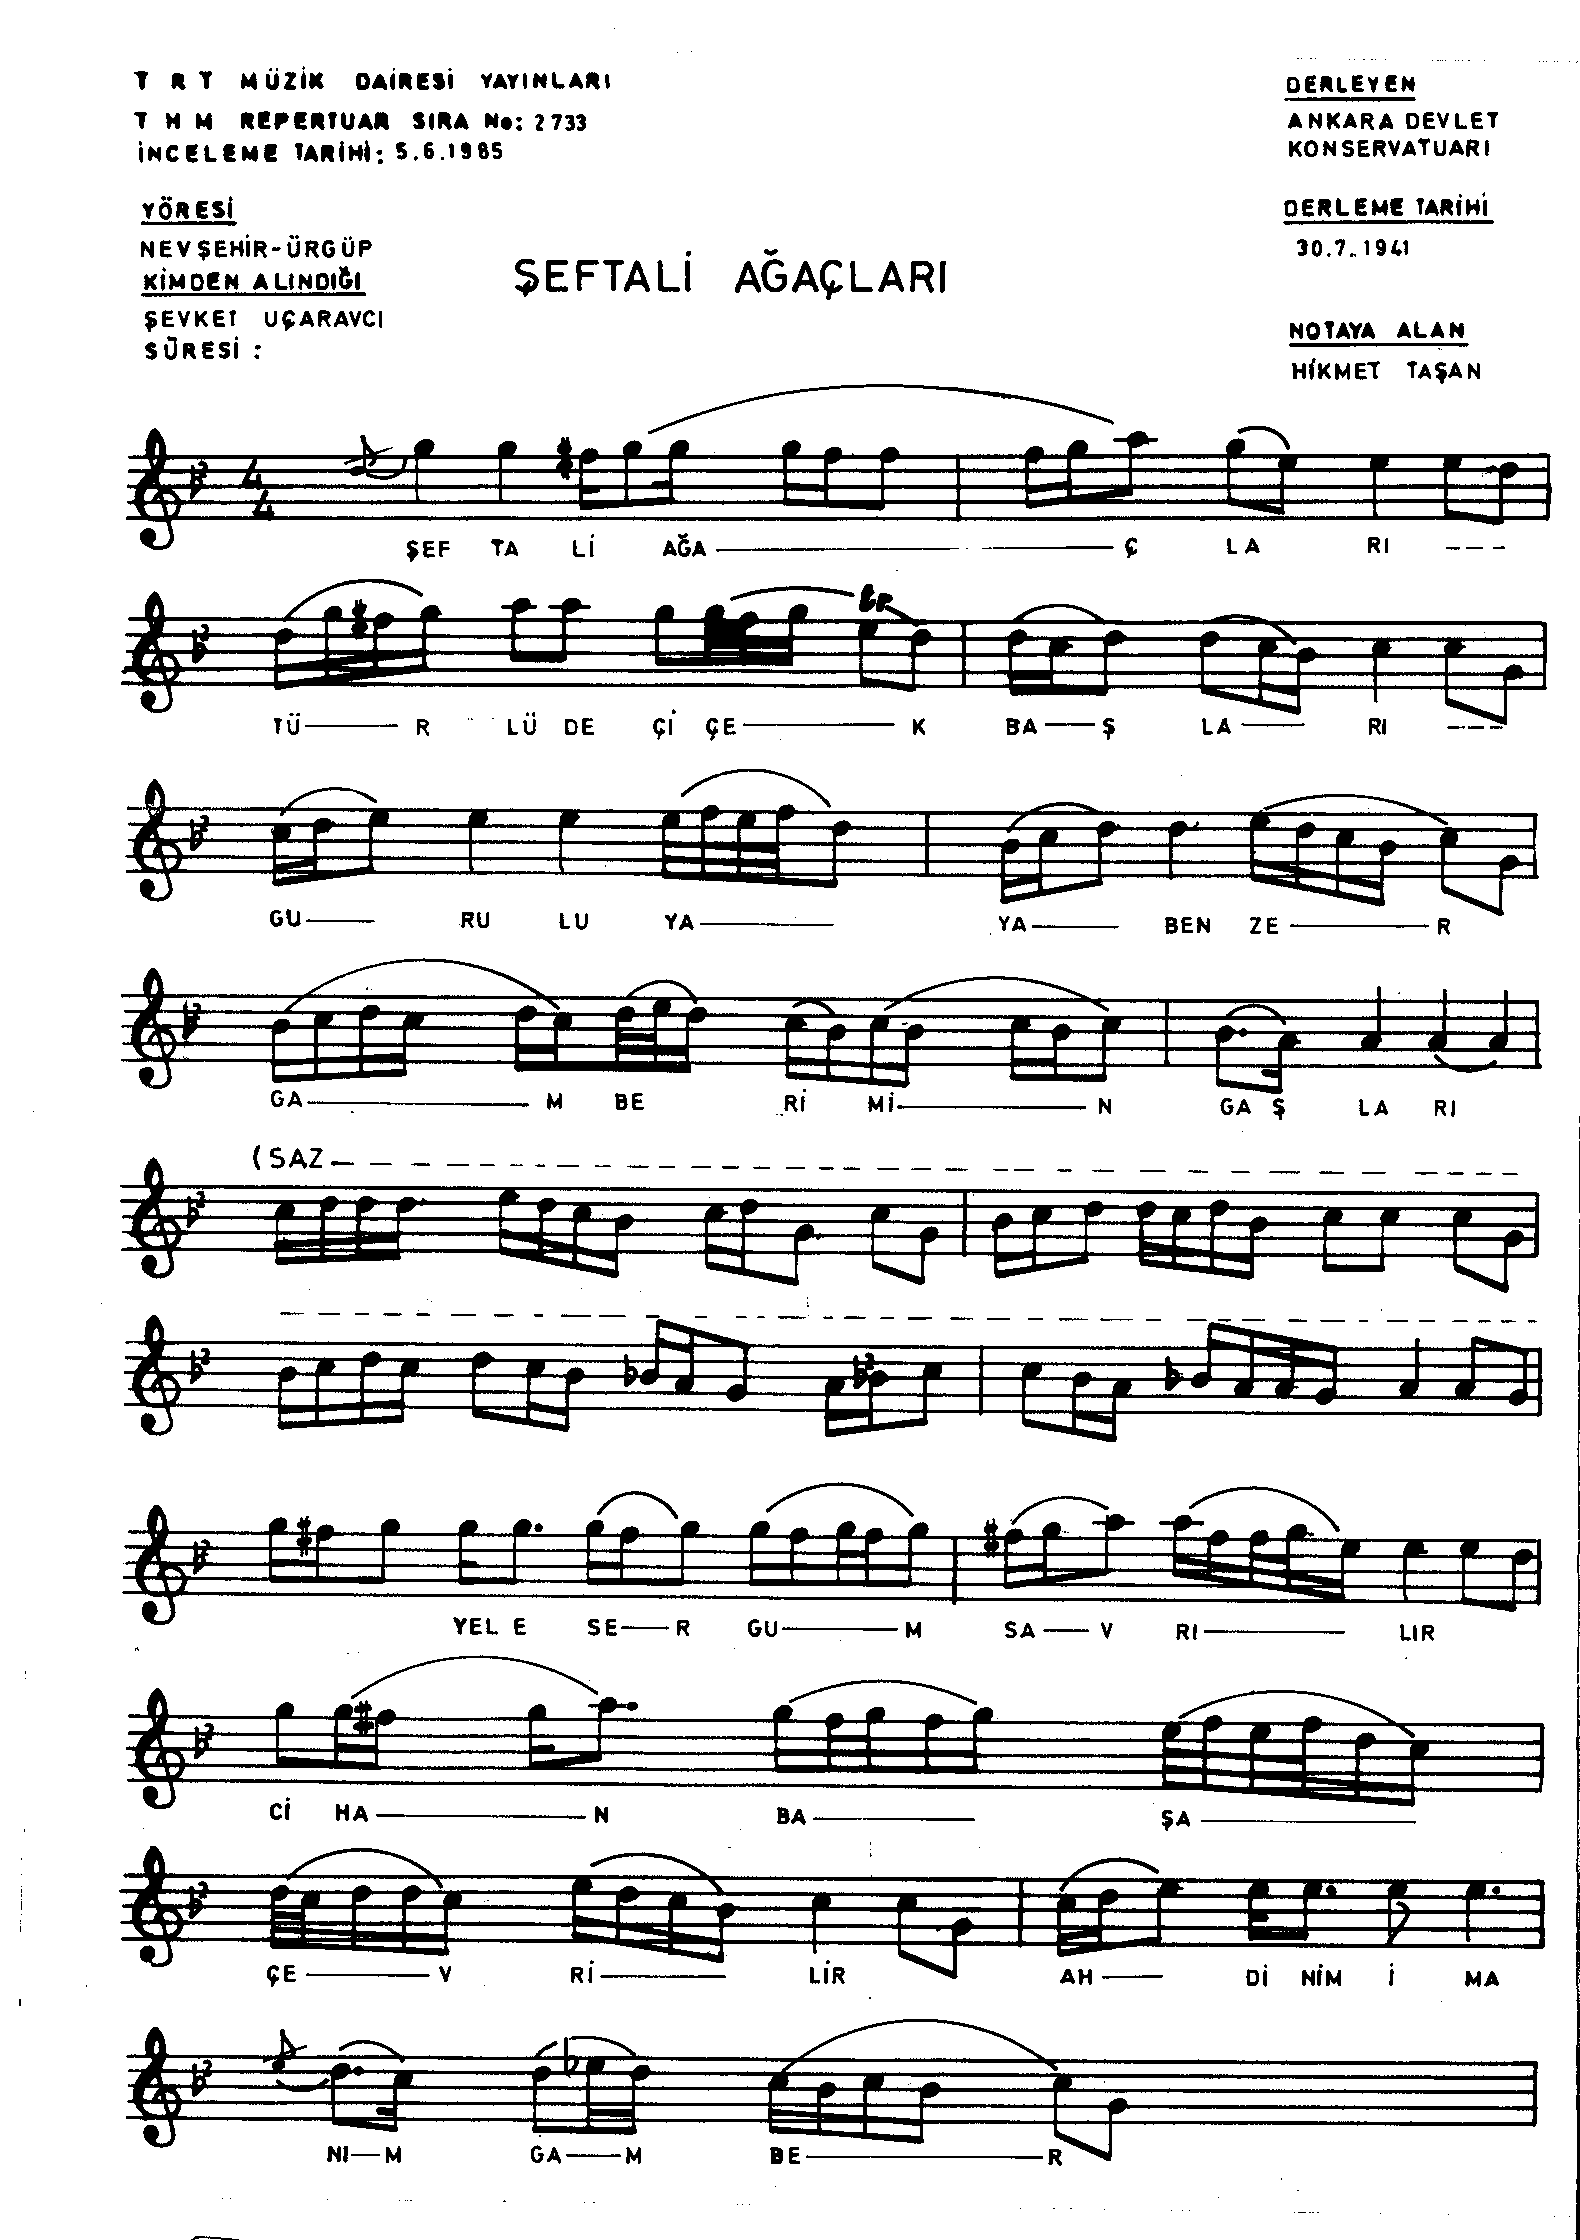 T R T MÜZİK DAİRESİ YAYINLARI
T H M REPERTUAR SIRA No: 2733
İNCELEME TARİHİ: 5.6.1985
DERLEYEN
ANKARA DEVLET
KONSERVATUARI
YÖRESİ
NEVŞEHİR-ÜRGÜP
KİMDEN ALINDIĞI
ŞEVKET UÇARAVCI
SÜRESİ :
ŞEFTALİ AĞAÇLARI
DERLEME TARİHİ
30.7.1941
NOTAYA ALAN
HİKMET TAŞAN
4 4
ŞEF TA Lİ AĞA Ç LA RI
tr
TÜ R LÜ DE ÇİÇE K BA Ş LA RI
GU RU LU YA YA BEN ZE R
GA M BE Rİ Mİ N GA Ş LA RI
(SAZ
YEL E SE R GU M SA V RI LIR
Cİ HA N BA ŞA
ÇE V Rİ LİR AH Dİ NİM İ MA
NI M GA M BE R